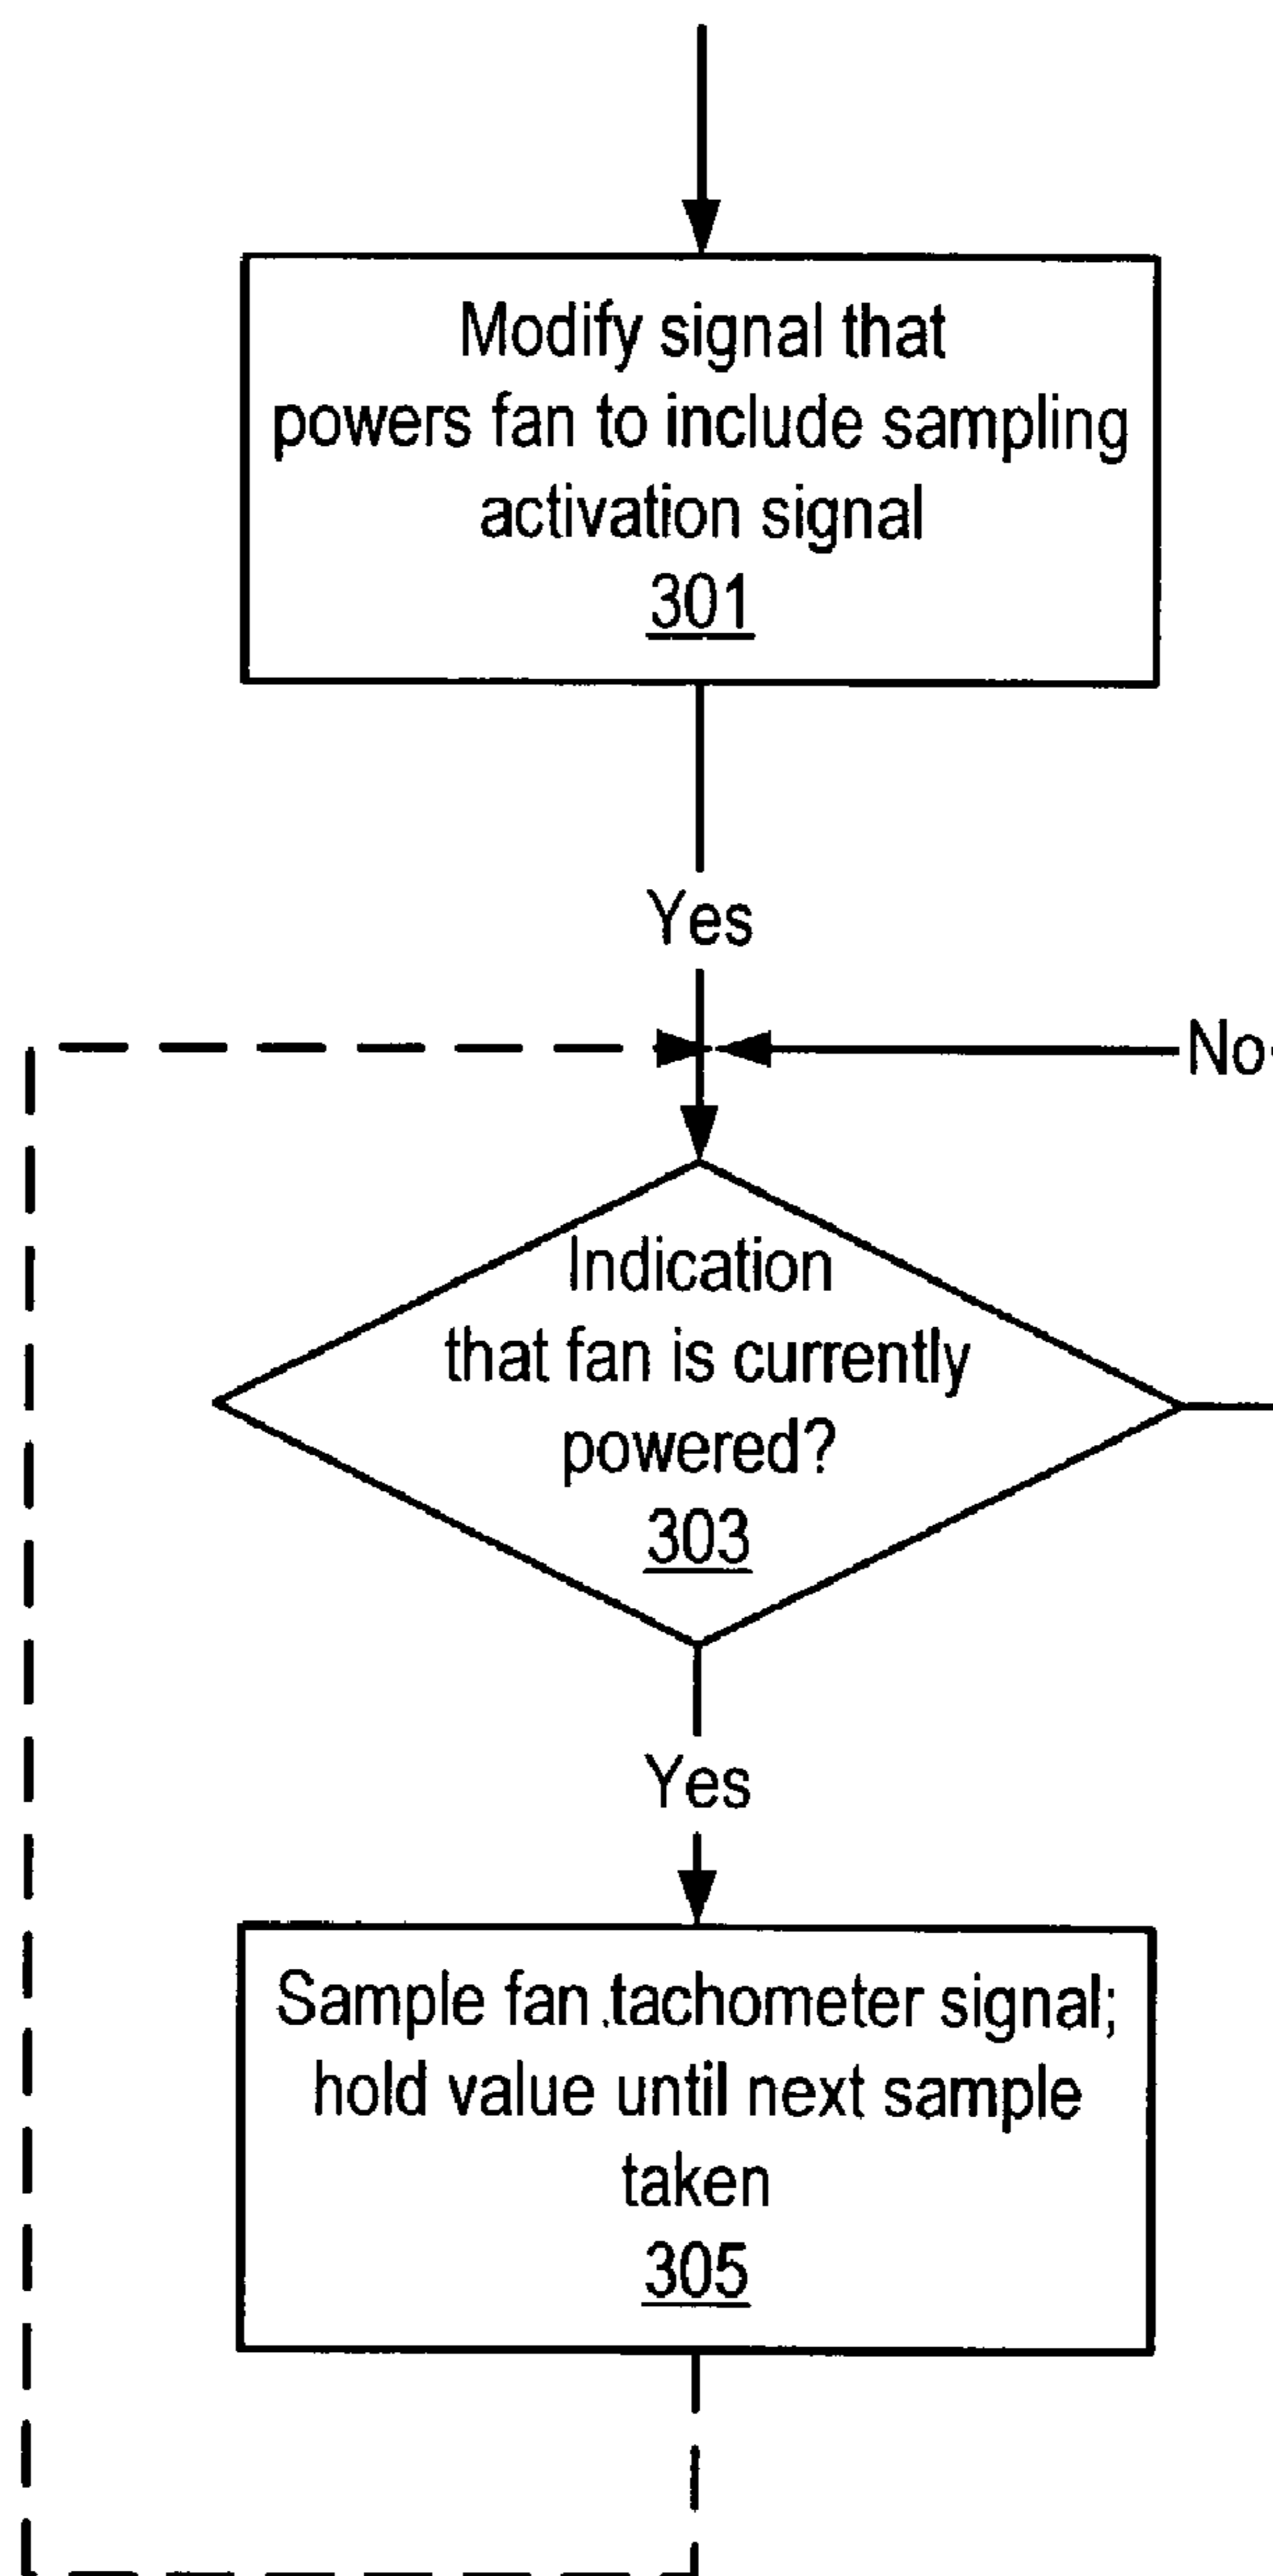 Modify signal that
powers fan to include sampling
activation signal
301
Yes
No
Indication
that fan is currently
powered?
303
Yes
Sample fan tachometer signal;
hold value until next sample
taken
305